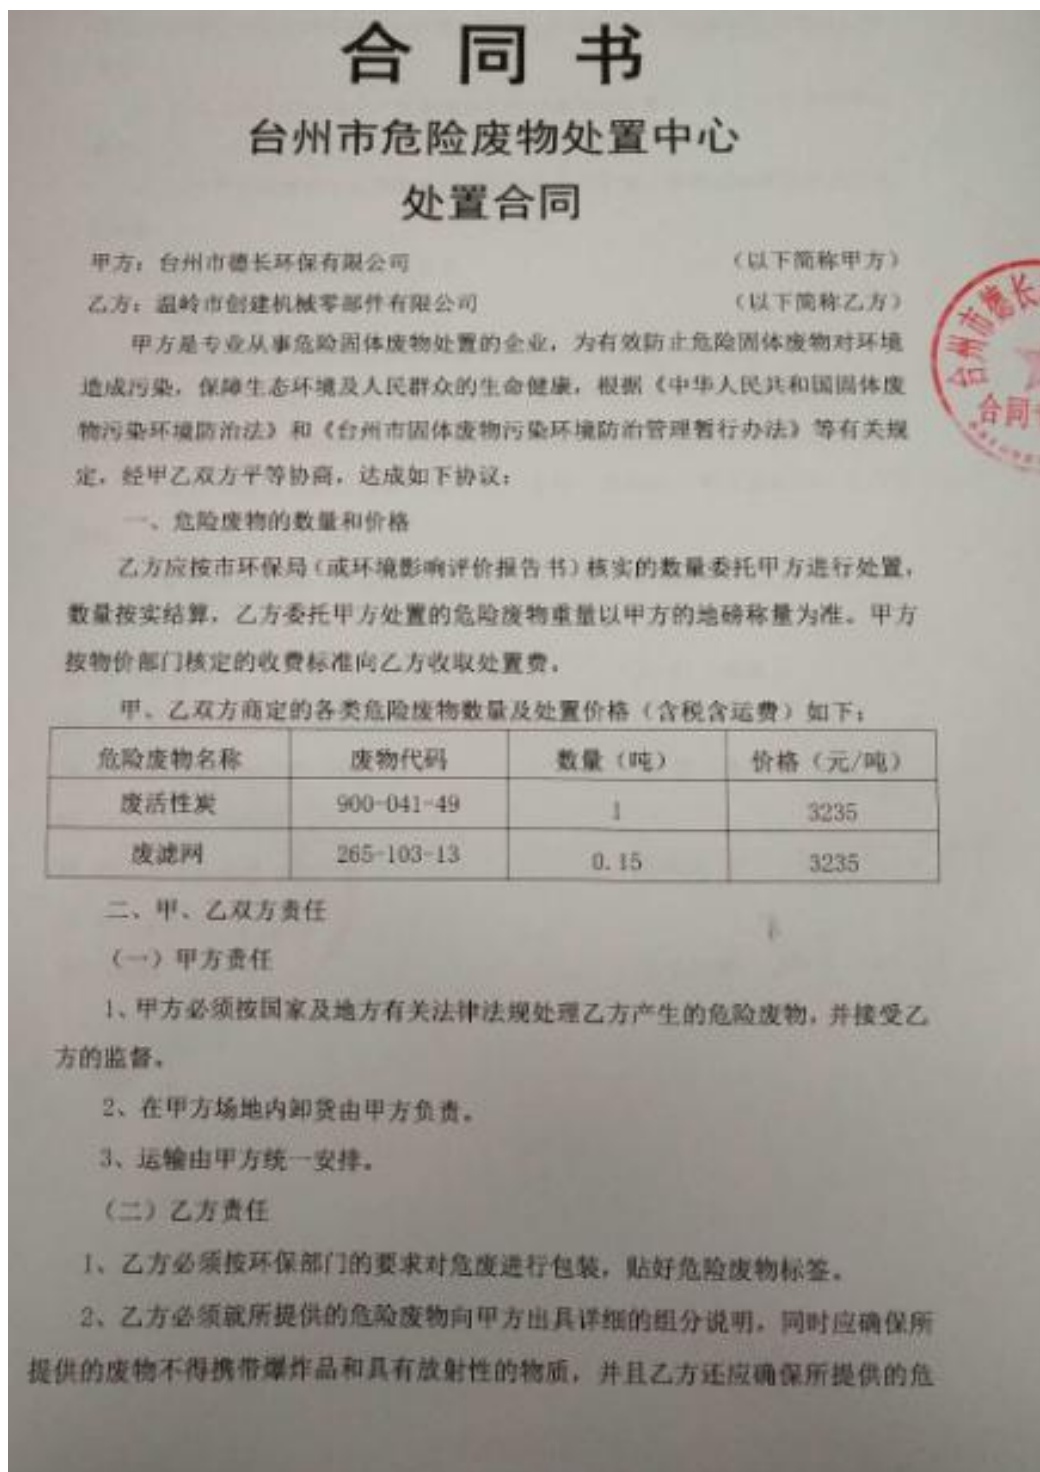 合同书
台州市危险废物处置中心
处置合同
甲方：台州市德长环保有限公司 （以下简称甲方）
乙方：温岭市创建机械零部件有限公司 （以下简称乙方）
甲方是专业从事危险固体废物处置的企业，为有效防止危险固体废物对环境
造成污染，保障生态环境及人民群众的生命健康，根据《中华人民共和国固体废
物污染环境防治法》和《台州市固体废物污染环境防治管理暂行办法》等有关规
定，经甲乙双方平等协商，达成如下协议：
一、危险废物的数量和价格
乙方应按市环保局（或环境影响评价报告书）核实的数量委托甲方进行处置，
数量按实结算，乙方委托甲方处置的危险废物重量以甲方的地磅称量为准。甲方
按物价部门核定的收费标准向乙方收取处置费。
甲、乙双方商定的各类危险废物数量及处置价格（含税含运费）如下：
危险废物名称 废物代码 数量（吨） 价格（元/吨）
废活性炭 900-041-49 1 3235
废滤网 265-103-13 0.15 3235
二、甲、乙双方责任
（一）甲方责任
1、甲方必须按国家及地方有关法律法规处理乙方产生的危险废物，并接受乙
方的监督。
2、在甲方场地内卸货由甲方负责。
3、运输由甲方统一安排。
（二）乙方责任
1、乙方必须按环保部门的要求对危废进行包装，贴好危险废物标签。
2、乙方必须就所提供的危险废物向甲方出具详细的组分说明，同时应确保所
提供的废物不得携带爆炸品和具有放射性的物质，并且乙方还应确保所提供的危
台州市德长
合同